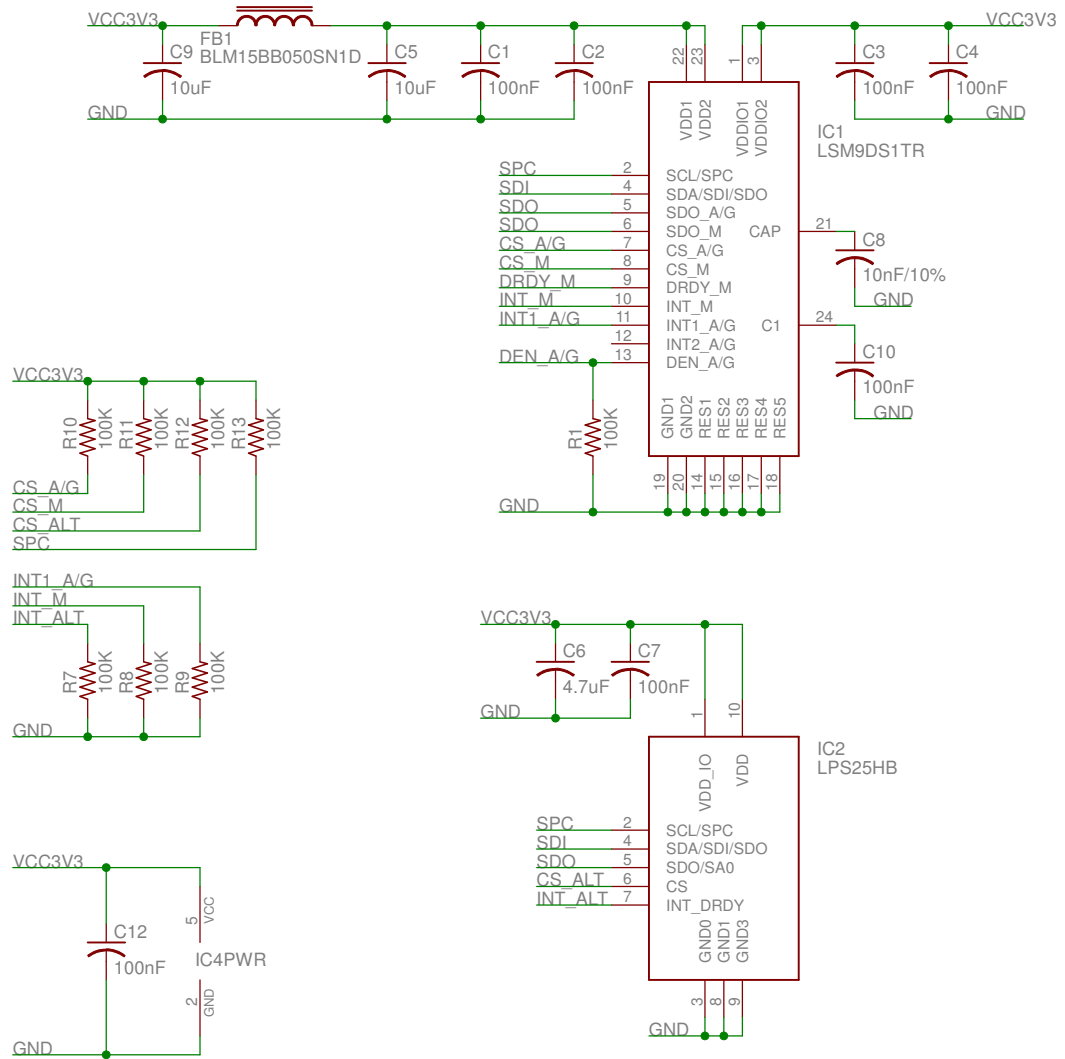 VCC3V3
FB1
BLM15BB050SN1D
C9
10uF
C5
10uF
C1
100nF
C2
100nF
GND
22
23
1
3
VCC3V3
C3
100nF
C4
100nF
GND
VDD1
VDD2
VDDIO1
VDDIO2
IC1
LSM9DS1TR
SPC 2 SCL/SPC
SDI 4 SDA/SDI/SDO
SDO 5 SDO_A/G
SDO 6 SDO_M
CS_A/G 7 CS_A/G
CS_M 8 CS_M
DRDY_M 9 DRDY_M
INT_M 10 INT_M
INT1_A/G 11 INT1_A/G
12 INT2_A/G
DEN_A/G 13 DEN_A/G
CAP 21
C8
10nF/10%
GND
C1 24
C10
100nF
GND
R1
100K
GND1
GND2
RES1
RES2
RES3
RES4
RES5
19
20
14
15
16
17
18
GND
VCC3V3
R10
100K
R11
100K
R12
100K
R13
100K
CS_A/G
CS_M
CS_ALT
SPC
INT1_A/G
INT_M
INT_ALT
R7
100K
R8
100K
R9
100K
GND
VCC3V3
C6
4.7uF
C7
100nF
GND
1
10
VDD_IO
VDD
IC2
LPS25HB
SPC 2 SCL/SPC
SDI 4 SDA/SDI/SDO
SDO 5 SDO/SA0
CS_ALT 6 CS
INT_ALT 7 INT_DRDY
GND0
GND1
GND3
3
8
9
GND
VCC3V3
C12
100nF
5
VCC
IC4PWR
2
GND
GND